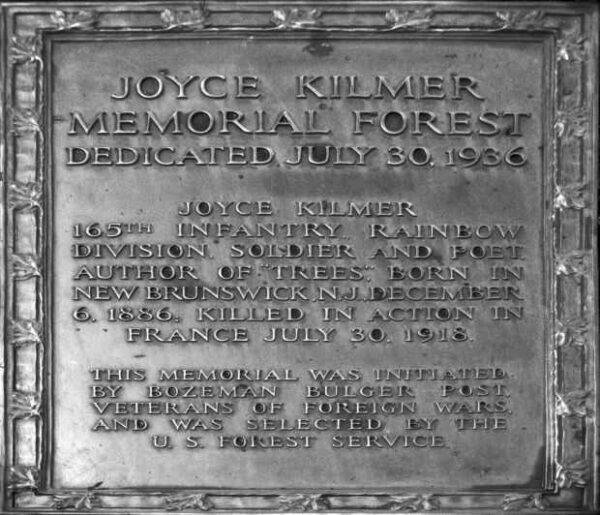 JOYCE KILMER
MEMORIAL FOREST
DEDICATED JULY 30, 1936
JOYCE KILMER
165TH INFANTRY, RAINBOW
DIVISION, SOLDIER AND POET,
AUTHOR OF "TREES", BORN IN
NEW BRUNSWICK, N.J., DECEMBER
6, 1886, KILLED IN ACTION IN
FRANCE JULY 30, 1918.
THIS MEMORIAL WAS INITIATED
BY BOZEMAN BULGER POST,
VETERANS OF FOREIGN WARS,
AND WAS SELECTED BY THE
U. S. FOREST SERVICE.